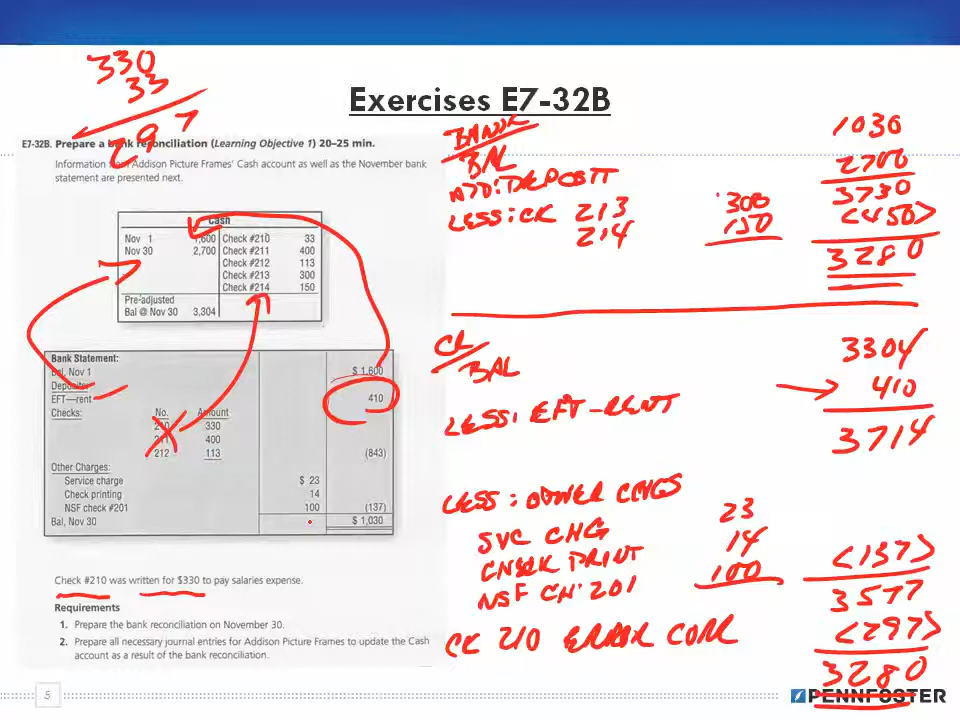 Exercises E7-32B
330
33
297
E7-32B. Prepare a bank reconciliation (Learning Objective 1) 20–25 min.
Information from Addison Picture Frames' Cash account as well as the November bank
statement are presented next.
Cash
Nov 1 1,600 Check #210 33
Nov 30 2,700 Check #211 400
Check #212 113
Check #213 300
Check #214 150
Pre-adjusted
Bal @ Nov 30 3,304
Bank Statement:
Bal, Nov 1 $ 1,600
Deposits:
EFT—rent 410
Checks: No. Amount
210 330
211 400
212 113 (843)
Other Charges:
Service charge $ 23
Check printing 14
NSF check #201 100 (137)
Bal, Nov 30 $ 1,030
Check #210 was written for $330 to pay salaries expense.
Requirements
1. Prepare the bank reconciliation on November 30.
2. Prepare all necessary journal entries for Addison Picture Frames to update the Cash
account as a result of the bank reconciliation.
BANK
BAL 1030
ADD: DEPOSIT 2700
3730
LESS: CK 213 300
214 150 <450>
3280
BAL 3304
LESS: EFT-RENT 410
3714
LESS: OTHER CHGS
SVC CHG 23
CHECK PRINT 14
NSF CH 201 100 <137>
3577
CK 210 ERROR CORR <297>
3280
5
PENNFOSTER